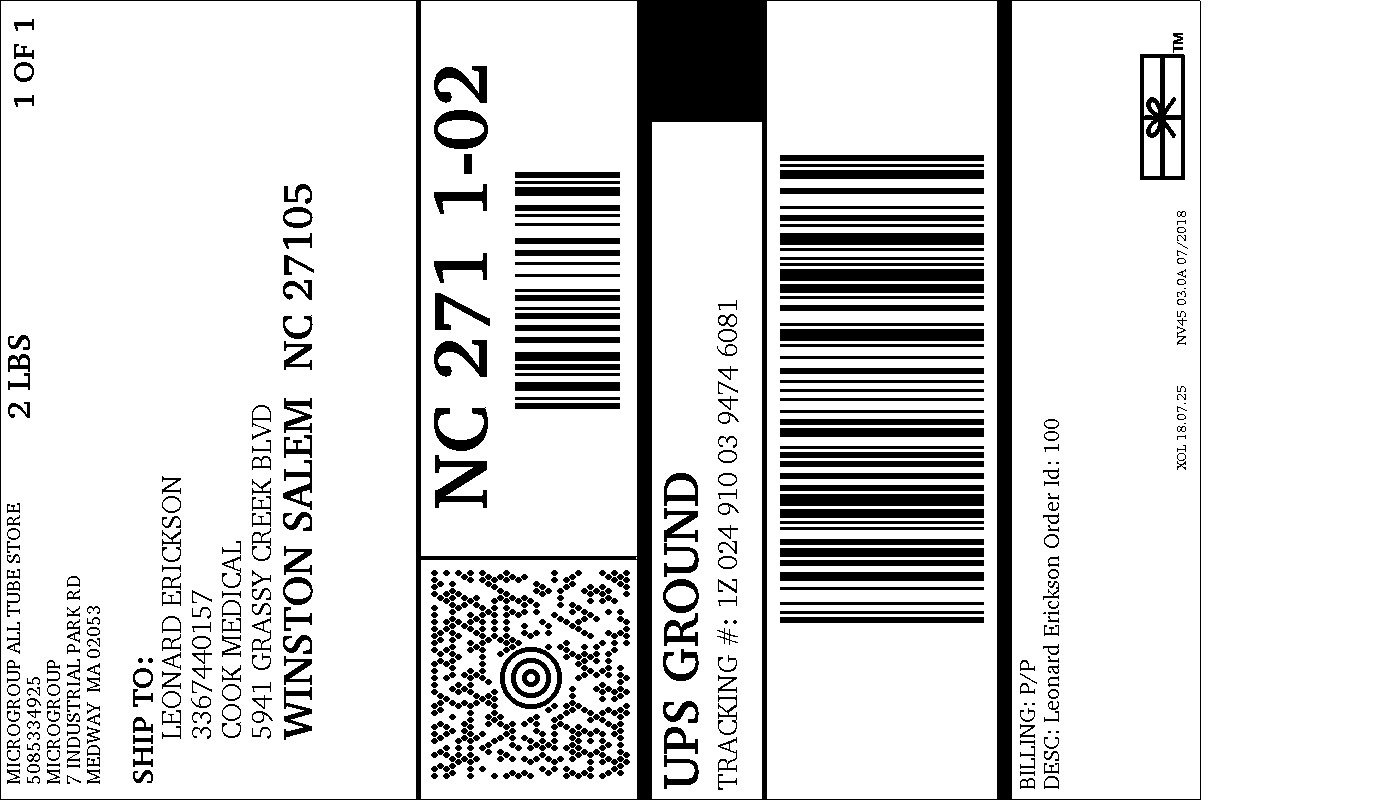 MICROGROUP ALL TUBE STORE
5085334925
MICROGROUP
7 INDUSTRIAL PARK RD
MEDWAY MA 02053
2 LBS
1 OF 1
SHIP TO:
LEONARD ERICKSON
3367440157
COOK MEDICAL
5941 GRASSY CREEK BLVD
WINSTON SALEM NC 27105
NC 271 1-02
UPS GROUND
TRACKING #: 1Z 024 910 03 9474 6081
BILLING: P/P
DESC: Leonard Erickson Order Id: 100
XOL 18.07.25 NV45 03.0A 07/2018
TM